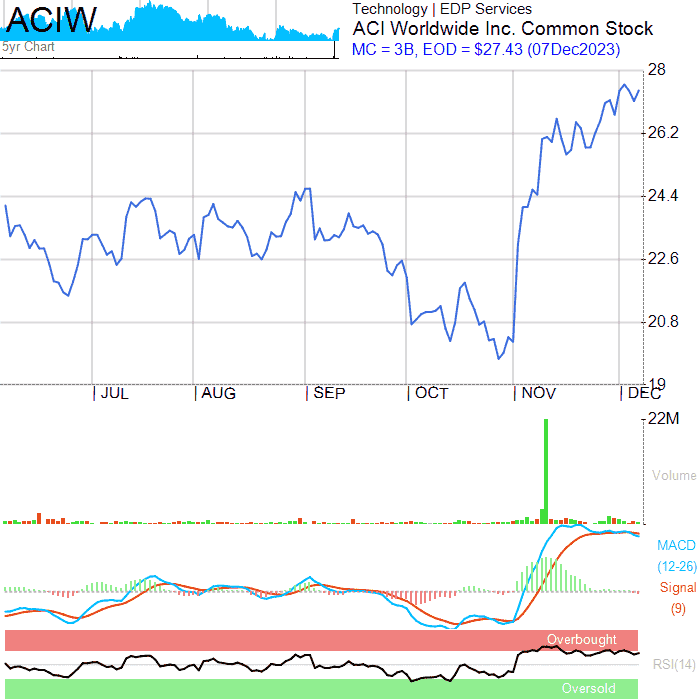 ACIW
5yr Chart
Technology | EDP Services
ACI Worldwide Inc. Common Stock
MC = 3B, EOD = $27.43 (07Dec2023)
28
26.2
24.4
22.6
20.8
19
JUL AUG SEP OCT NOV DEC
22M
Volume
MACD
(12-26)
Signal
(9)
Overbought
RSI(14)
Oversold